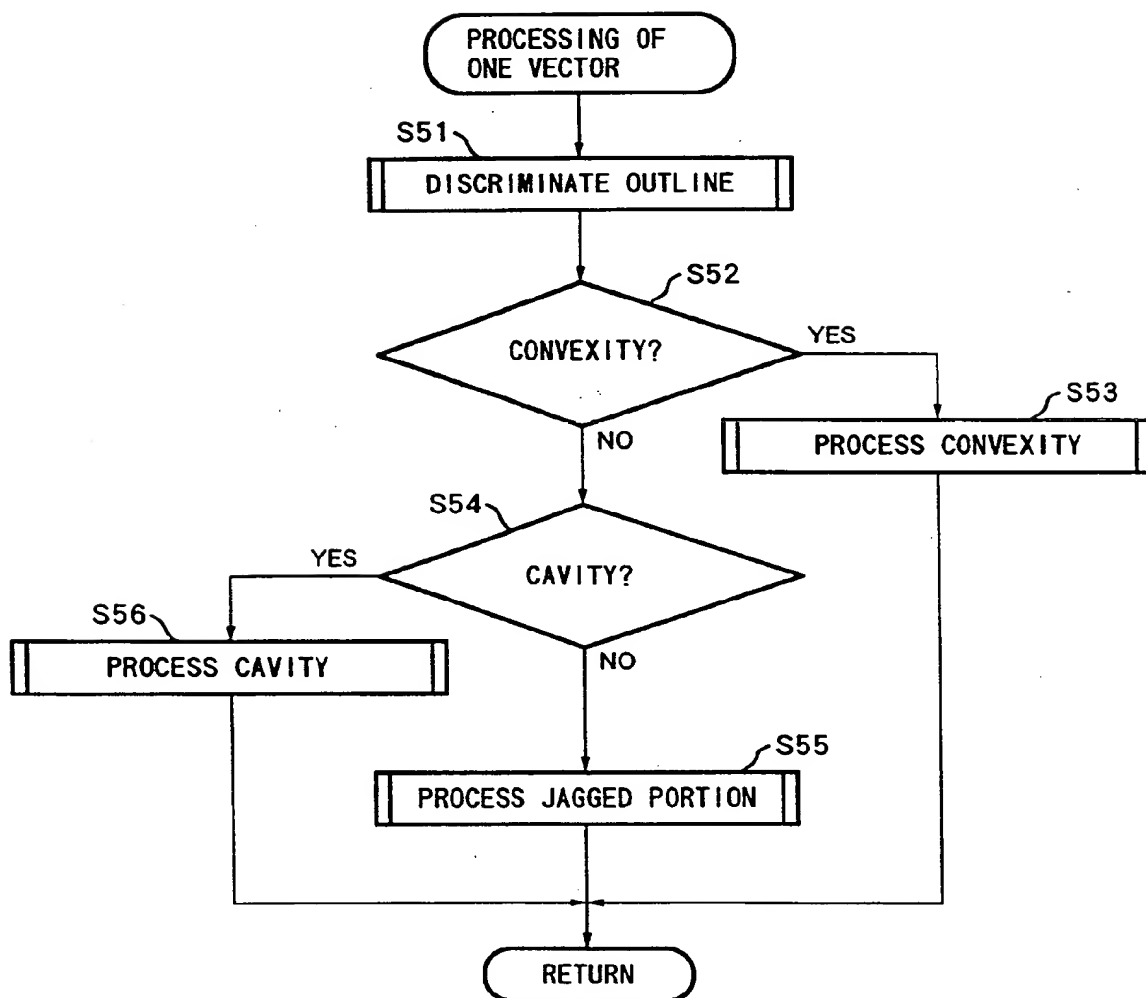 PROCESSING OF
ONE VECTOR
S51
DISCRIMINATE OUTLINE
S52
CONVEXITY?
YES
NO
S53
PROCESS CONVEXITY
S54
CAVITY?
YES
NO
S56
PROCESS CAVITY
S55
PROCESS JAGGED PORTION
RETURN